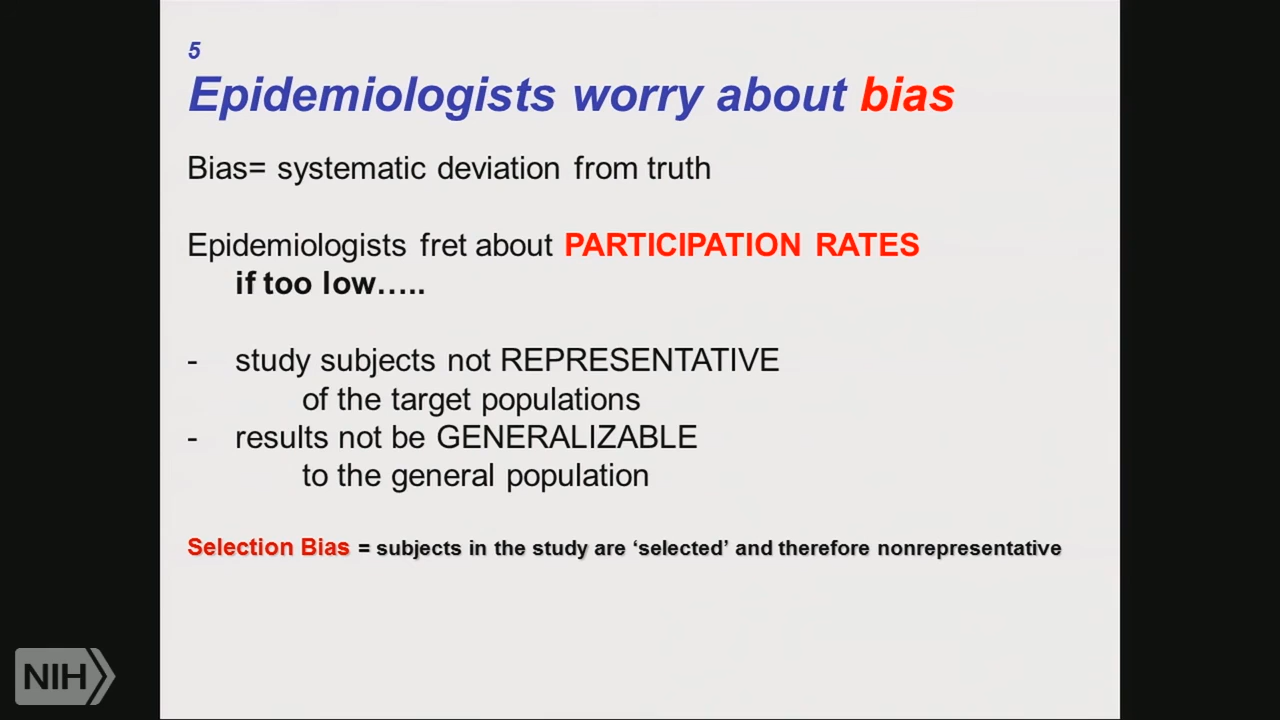 5
Epidemiologists worry about bias
Bias= systematic deviation from truth
Epidemiologists fret about PARTICIPATION RATES
if too low.....
- study subjects not REPRESENTATIVE
of the target populations
- results not be GENERALIZABLE
to the general population
Selection Bias = subjects in the study are ‘selected’ and therefore nonrepresentative
NIH